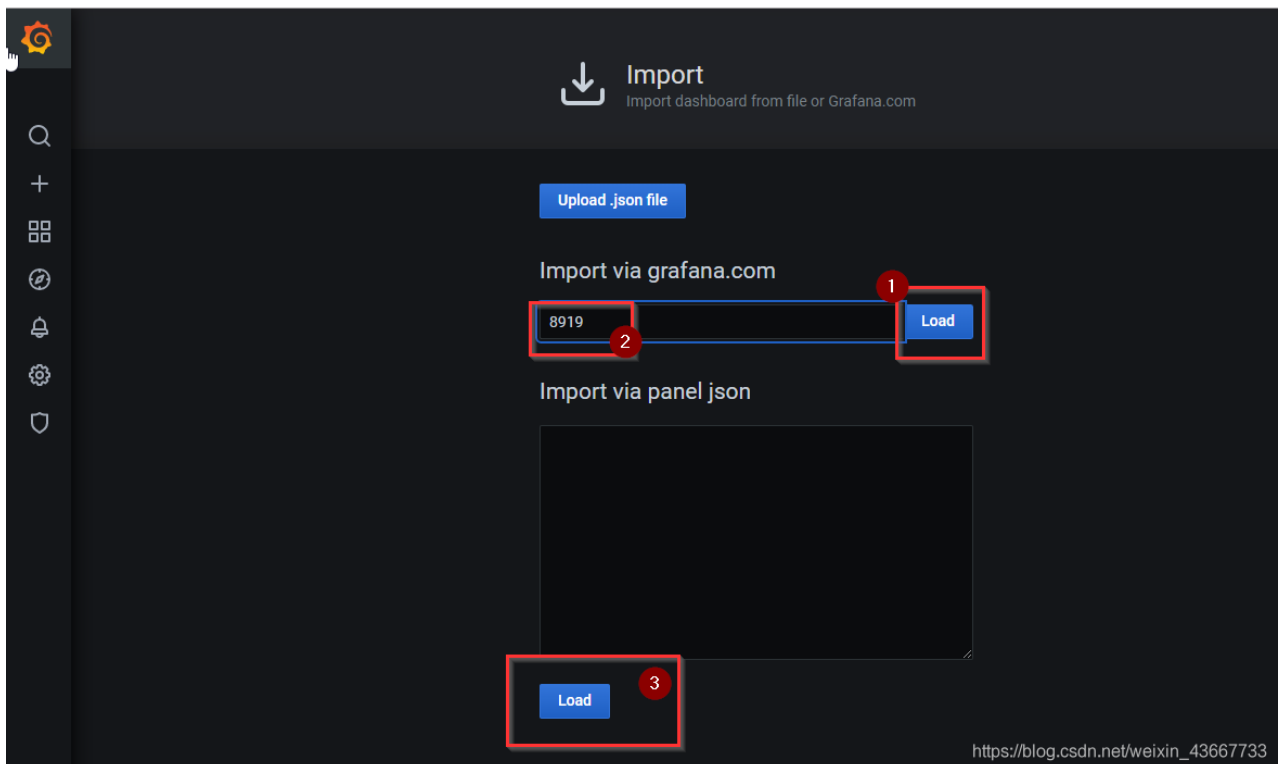 Import
Import dashboard from file or Grafana.com
Upload .json file
Import via grafana.com
1
8919
Load
2
Import via panel json
3
Load
https://blog.csdn.net/weixin_43667733